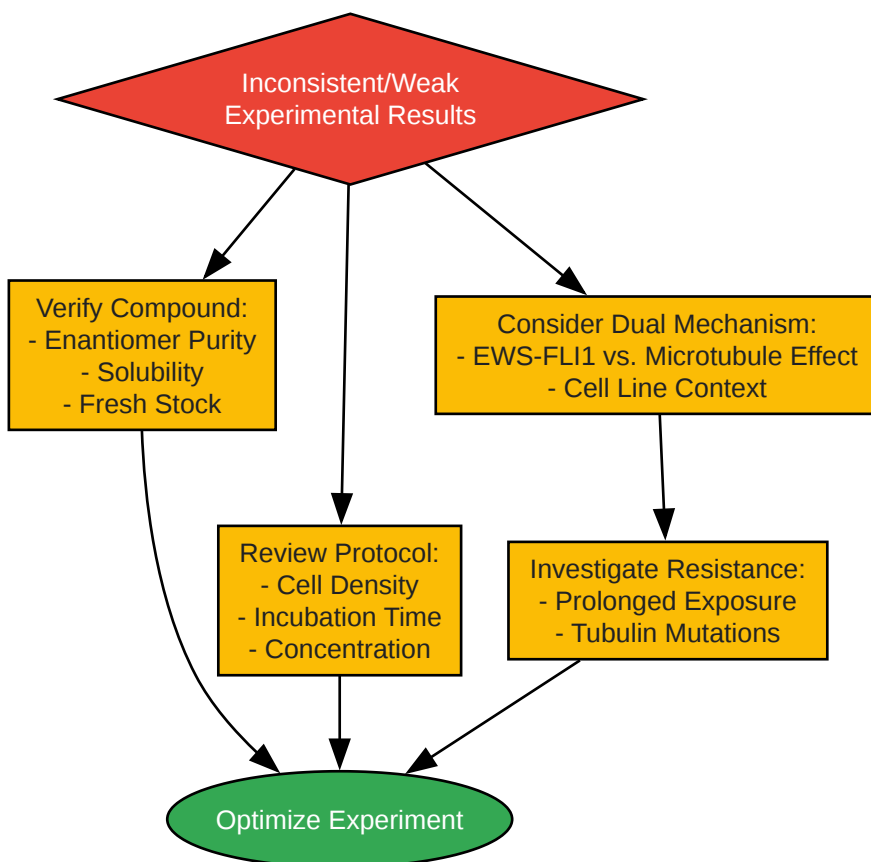 Inconsistent/Weak
Experimental Results
Verify Compound:
- Enantiomer Purity
- Solubility
- Fresh Stock
Consider Dual Mechanism:
- EWS-FLI1 vs. Microtubule Effect
- Cell Line Context
Review Protocol:
- Cell Density
- Incubation Time
- Concentration
Investigate Resistance:
- Prolonged Exposure
- Tubulin Mutations
Optimize Experiment